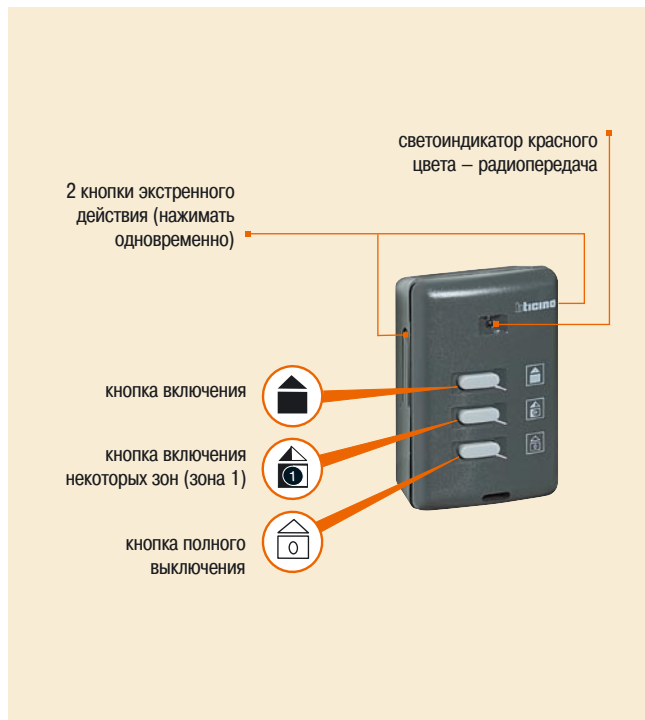 светоиндикатор красного
цвета – радиопередача
2 кнопки экстренного
действия (нажимать
одновременно)
bticino
кнопка включения
кнопка включения
некоторых зон (зона 1)
1
кнопка полного
выключения
0